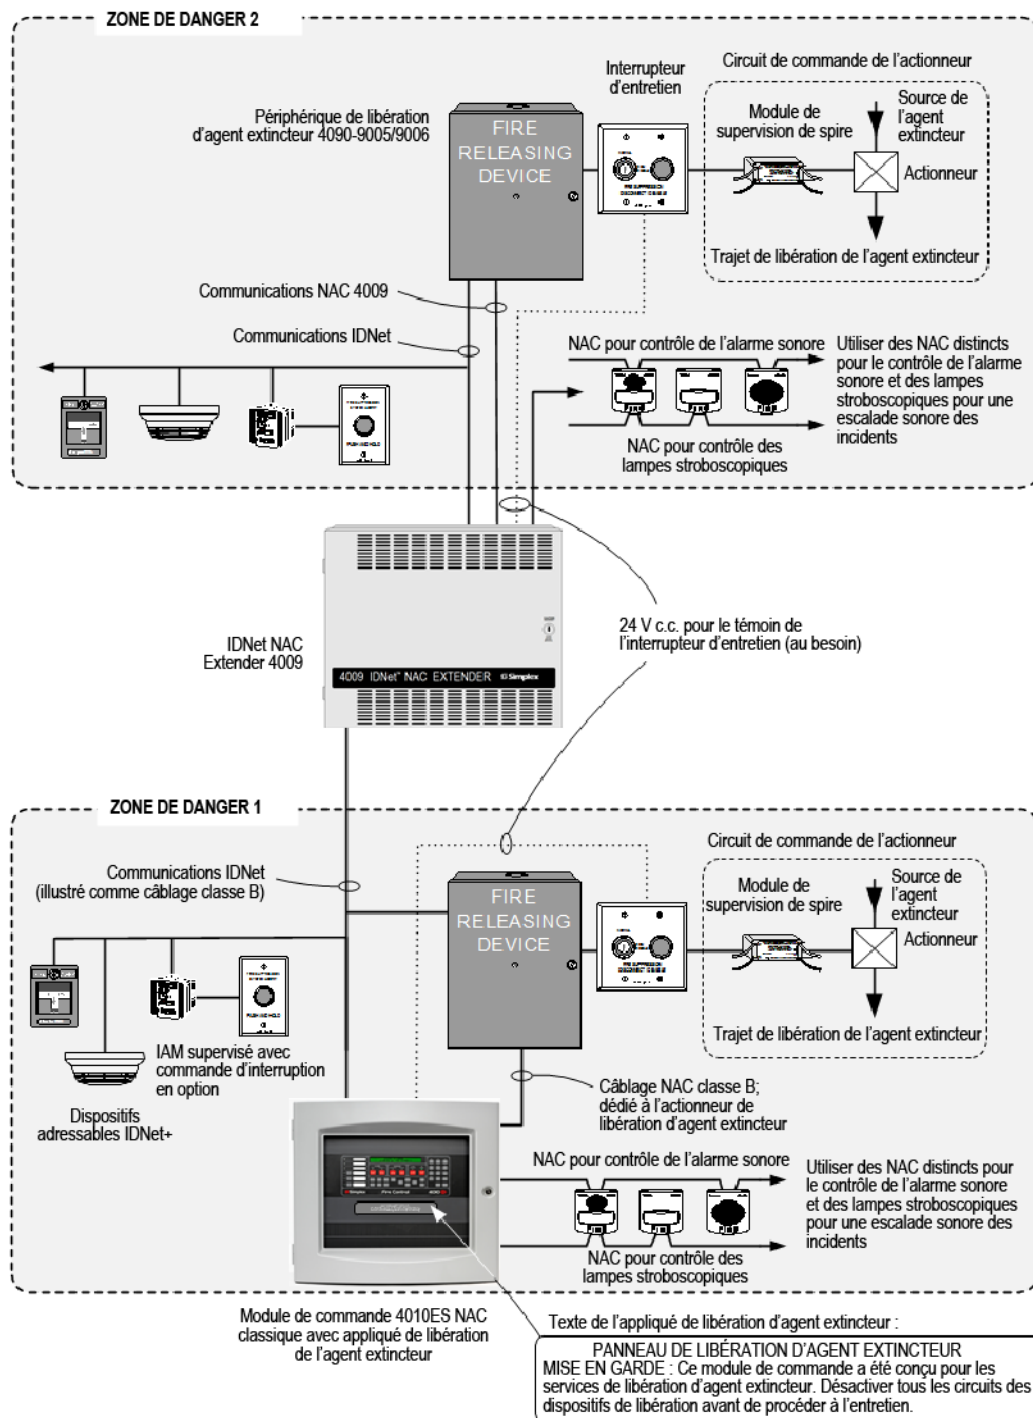 ZONE DE DANGER 2
Périphérique de libération
d'agent extincteur 4090-9005/9006
FIRE
RELEASING
DEVICE
Interrupteur
d'entretien
Circuit de commande de l'actionneur
Module de
supervision de spire
Source de
l'agent
extincteur
Actionneur
Trajet de libération de l'agent extincteur
Communications NAC 4009
Communications IDNet
NAC pour contrôle de l'alarme sonore
NAC pour contrôle des
lampes stroboscopiques
Utiliser des NAC distincts
pour le contrôle de l'alarme
sonore et des lampes
stroboscopiques pour une
escalade sonore des
incidents
PUSH AND HOLD
IDNet NAC
Extender 4009
4009 IDNet™ NAC EXTENDER Simplex
24 V c.c. pour le témoin de
l'interrupteur d'entretien (au besoin)
ZONE DE DANGER 1
Communications IDNet
(illustré comme câblage classe B)
FIRE
RELEASING
DEVICE
Circuit de commande de l'actionneur
Module de
supervision de spire
Source de
l'agent
extincteur
Actionneur
Trajet de libération de l'agent extincteur
PUSH AND HOLD
IAM supervisé avec
commande d'interruption
en option
Dispositifs
adressables IDNet+
Câblage NAC classe B;
dédié à l'actionneur de
libération d'agent extincteur
NAC pour contrôle de l'alarme sonore
NAC pour contrôle des
lampes stroboscopiques
Utiliser des NAC distincts pour
le contrôle de l'alarme sonore
et des lampes stroboscopiques
pour une escalade sonore des
incidents
Simplex Fire Control
Module de commande 4010ES NAC
classique avec appliqué de libération
de l'agent extincteur
Texte de l'appliqué de libération d'agent extincteur :
PANNEAU DE LIBÉRATION D'AGENT EXTINCTEUR
MISE EN GARDE : Ce module de commande a été conçu pour les
services de libération d'agent extincteur. Désactiver tous les circuits des
dispositifs de libération avant de procéder à l'entretien.